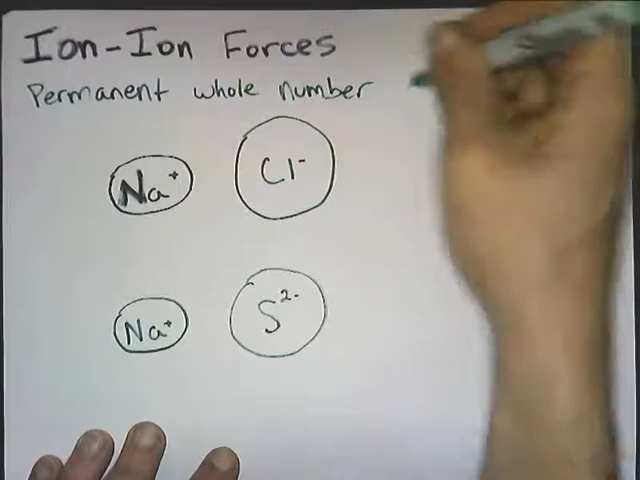 Ion-Ion Forces
Permanent whole number
Na⁺ Cl⁻
Na⁺ S²⁻